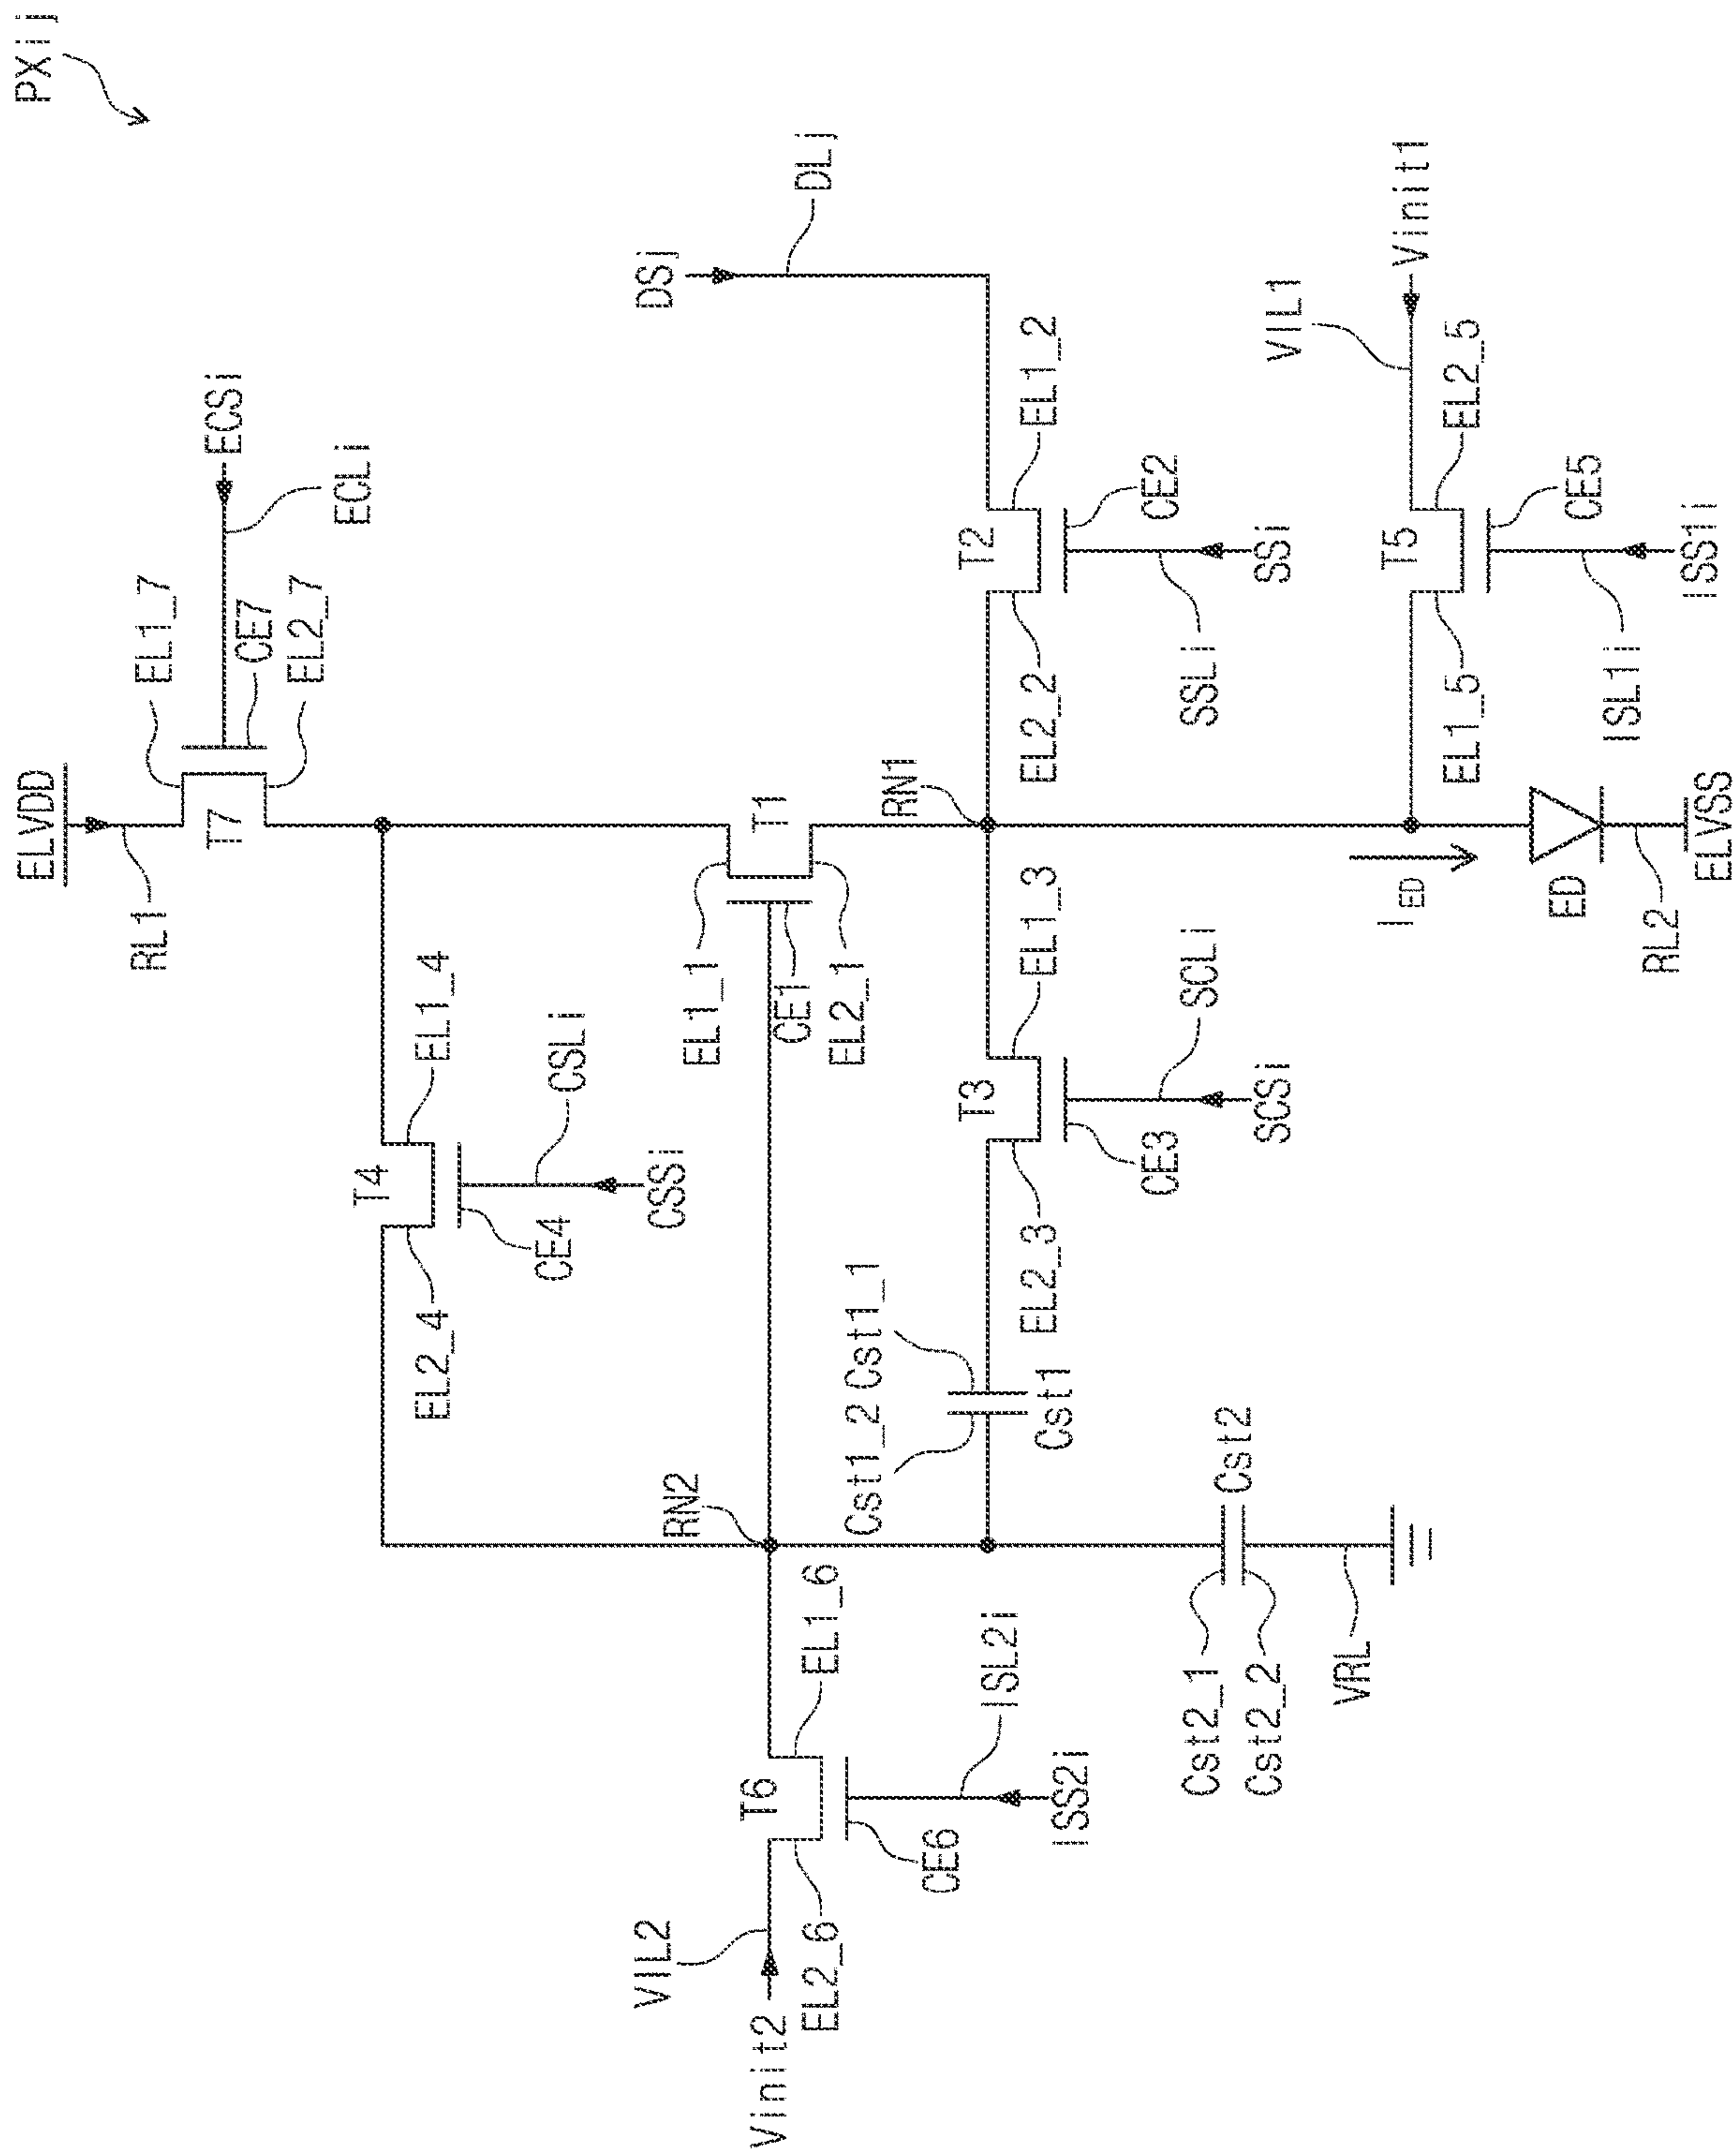 PXij
ELVDD
RL1
EL1_7
T7
CE7
EL2_7
ECSi
ECLi
T4
EL1_4
EL2_4
CE4
CSLi
CSSi
T1
EL1_1
CE1
EL2_1
DSj
DLj
RN1
RN2
T2
EL1_2
EL2_2
CE2
SSLi
SSi
T3
EL1_3
EL2_3
CE3
SCLi
SCSi
Cst1_2
Cst1_1
Cst1
Vinit2
VIL2
T6
EL1_6
EL2_6
CE6
ISL2i
ISS2i
Cst2
Cst2_1
Cst2_2
VRL
Vinit1
VIL1
T5
EL2_5
EL1_5
CE5
ISL1i
ISS1i
IED
ED
RL2
ELVSS